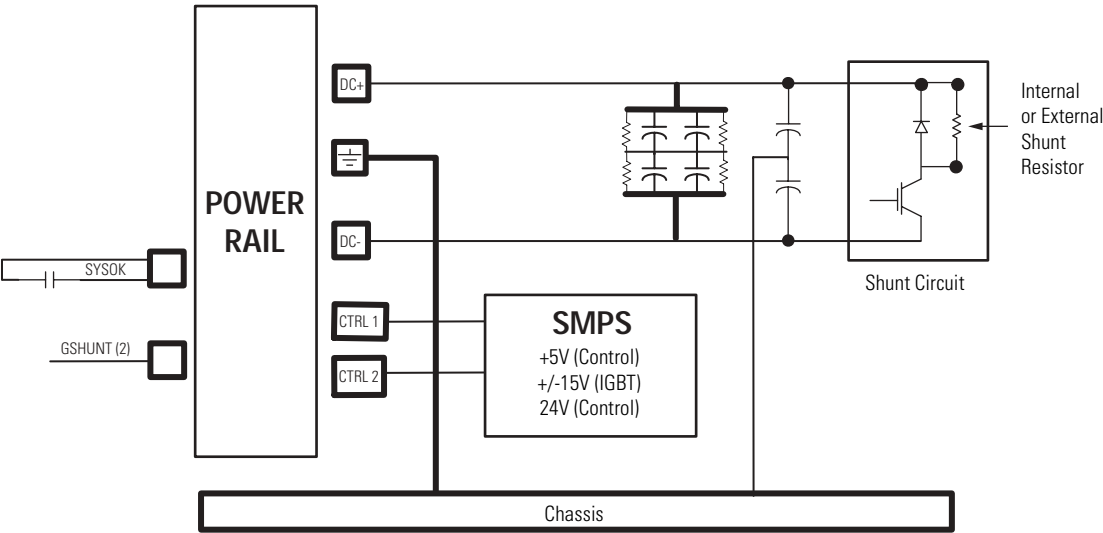 POWER
RAIL
DC+
DC-
CTRL 1
CTRL 2
SYSOK
GSHUNT (2)
SMPS
+5V (Control)
+/-15V (IGBT)
24V (Control)
Internal
or External
Shunt
Resistor
Shunt Circuit
Chassis